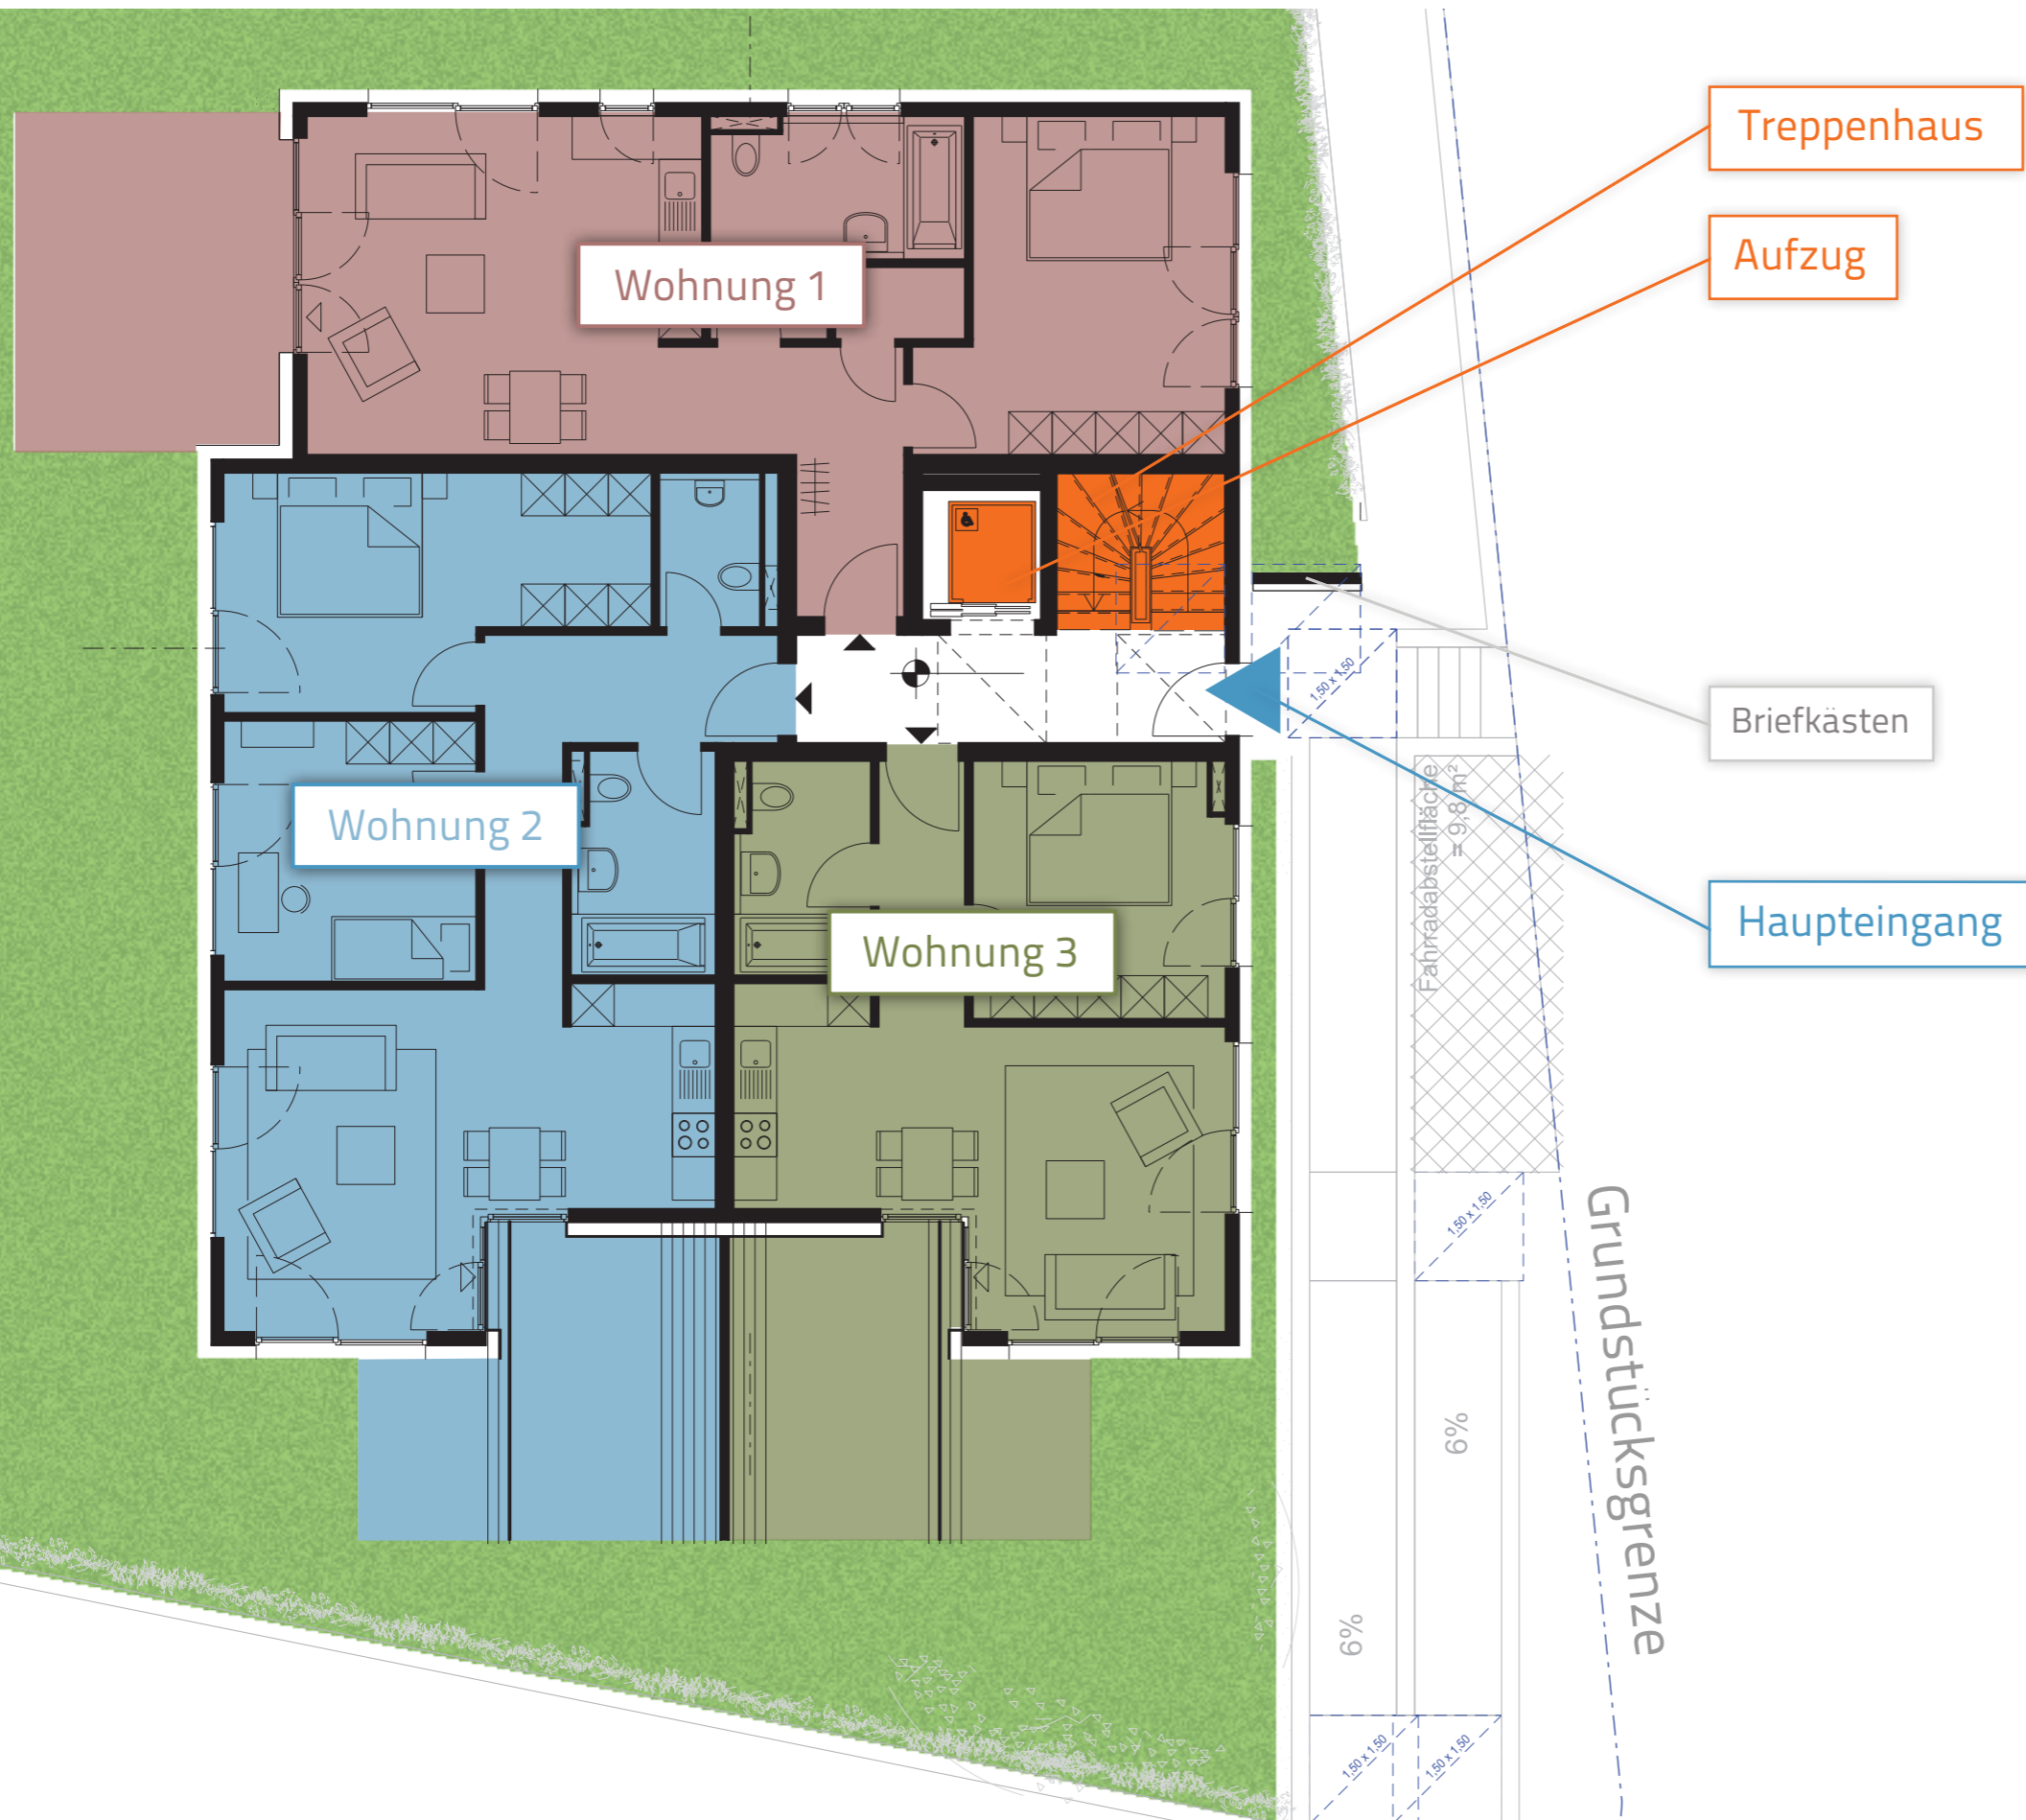 Treppenhaus
Aufzug
Wohnung 1
1,50 x 1,50
Briefkästen
Fahrradabstellfläche
= 9,8 m²
Wohnung 2
Haupteingang
Wohnung 3
1,50 x 1,50
Grundstücksgrenze
6%
6%
1,50 x 1,50
1,50 x 1,50